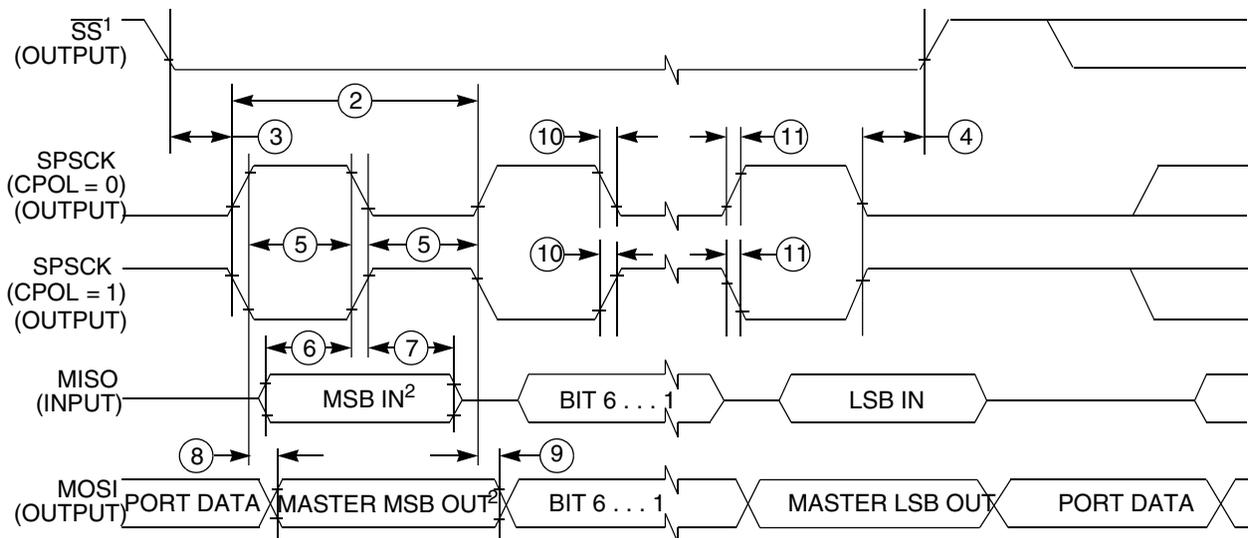 SS1
(OUTPUT)
2
3
10
11
4
SPSCK
(CPOL = 0)
(OUTPUT)
5
5
10
11
SPSCK
(CPOL = 1)
(OUTPUT)
6
7
MISO
(INPUT)
MSB IN2
BIT 6 . . . 1
LSB IN
8
9
MOSI
(OUTPUT)
PORT DATA
MASTER MSB OUT2
BIT 6 . . . 1
MASTER LSB OUT
PORT DATA